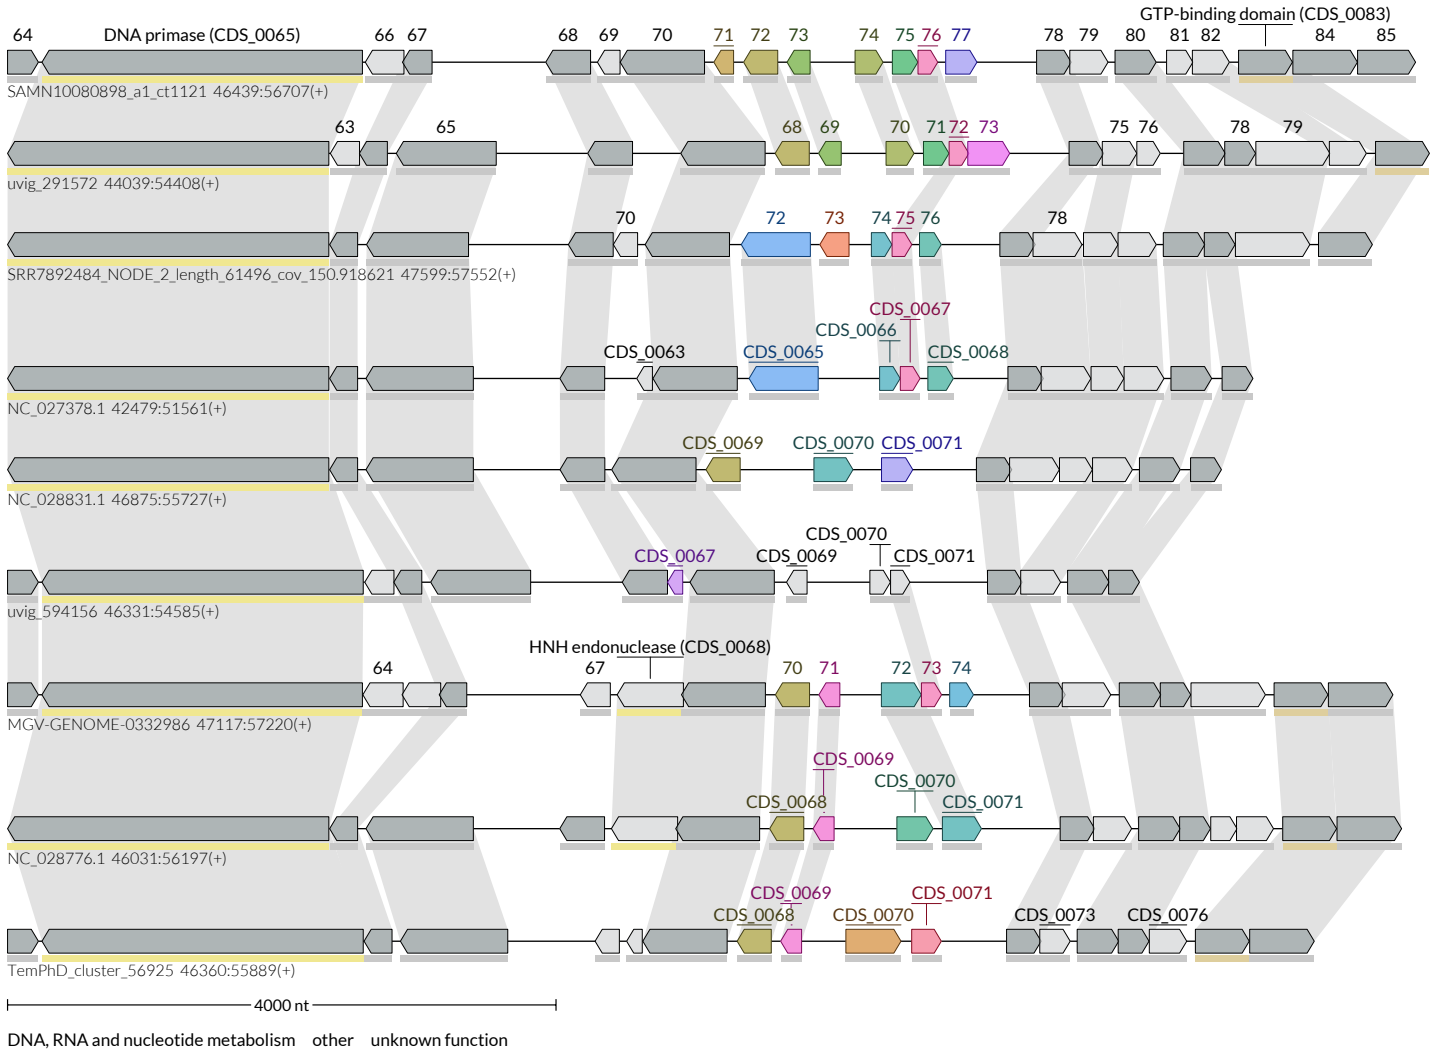 GTP-binding domain (CDS_0083)
64 DNA primase (CDS_0065) 66 67 68 69 70 71 72 73 74 75 76 77 78 79 80 81 82 84 85
SAMN10080898_a1_ct1121 46439:56707(+)
63 65 68 69 70 71 72 73 75 76 78 79
uvig_291572 44039:54408(+)
70 72 73 74 75 76 78
SRR7892484_NODE_2_length_61496_cov_150.918621 47599:57552(+)
CDS_0067
CDS_0066
CDS_0063 CDS_0065 CDS_0068
NC_027378.1 42479:51561(+)
CDS_0069 CDS_0070 CDS_0071
NC_028831.1 46875:55727(+)
CDS_0070
CDS_0067 CDS_0069 CDS_0071
uvig_594156 46331:54585(+)
HNH endonuclease (CDS_0068)
64 67 70 71 72 73 74
MGV-GENOME-0332986 47117:57220(+)
CDS_0069
CDS_0070
CDS_0068 CDS_0071
NC_028776.1 46031:56197(+)
CDS_0069 CDS_0071
CDS_0068 CDS_0070 CDS_0073 CDS_0076
TemPhD_cluster_56925 46360:55889(+)
4000 nt
DNA, RNA and nucleotide metabolism other unknown function